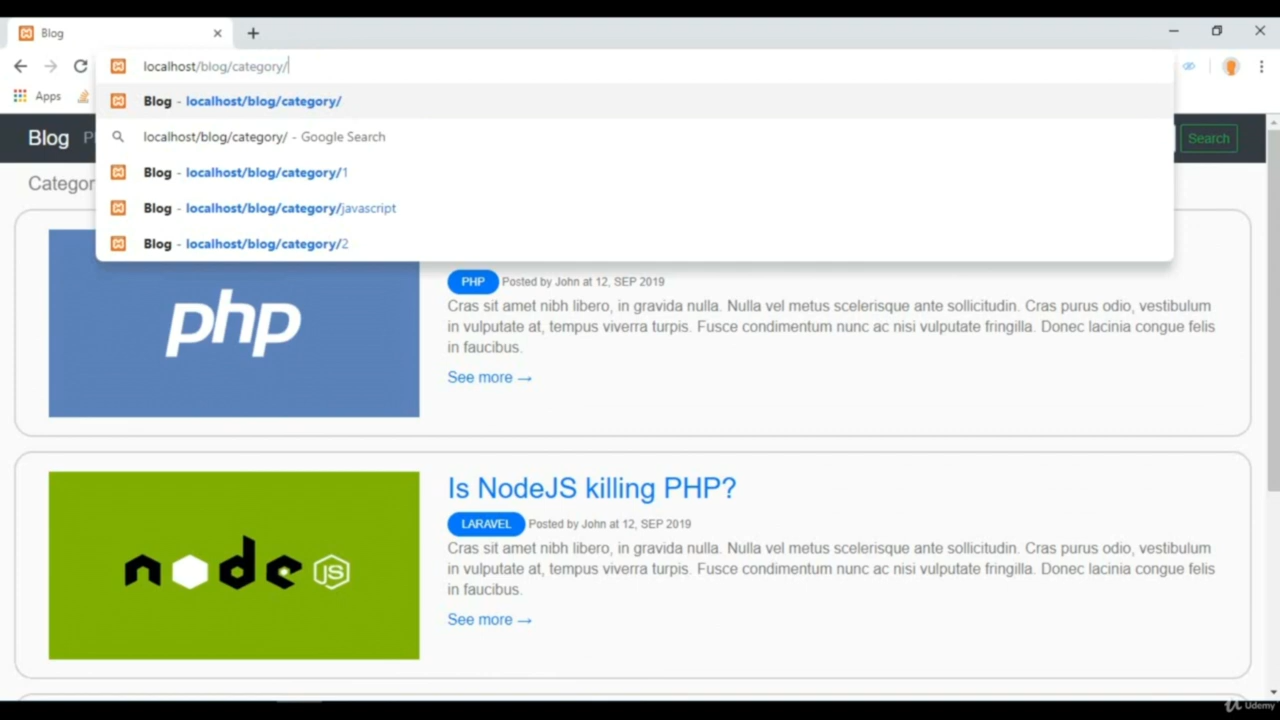 Blog
localhost/blog/category/
Apps
Blog - localhost/blog/category/
localhost/blog/category/ - Google Search
Blog - localhost/blog/category/1
Blog - localhost/blog/category/javascript
Blog - localhost/blog/category/2
Blog
Search
php
PHP Posted by John at 12, SEP 2019
Cras sit amet nibh libero, in gravida nulla. Nulla vel metus scelerisque ante sollicitudin. Cras purus odio, vestibulum
in vulputate at, tempus viverra turpis. Fusce condimentum nunc ac nisi vulputate fringilla. Donec lacinia congue felis
in faucibus.
See more →
node JS
Is NodeJS killing PHP?
LARAVEL Posted by John at 12, SEP 2019
Cras sit amet nibh libero, in gravida nulla. Nulla vel metus scelerisque ante sollicitudin. Cras purus odio, vestibulum
in vulputate at, tempus viverra turpis. Fusce condimentum nunc ac nisi vulputate fringilla. Donec lacinia congue felis
in faucibus.
See more →
Udemy